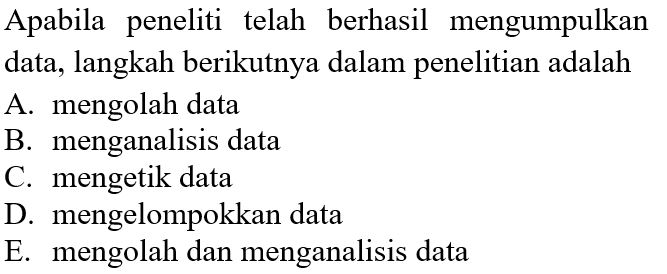 Apabila peneliti telah berhasil mengumpulkan
data, langkah berikutnya dalam penelitian adalah
A. mengolah data
B. menganalisis data
C. mengetik data
D. mengelompokkan data
E. mengolah dan menganalisis data